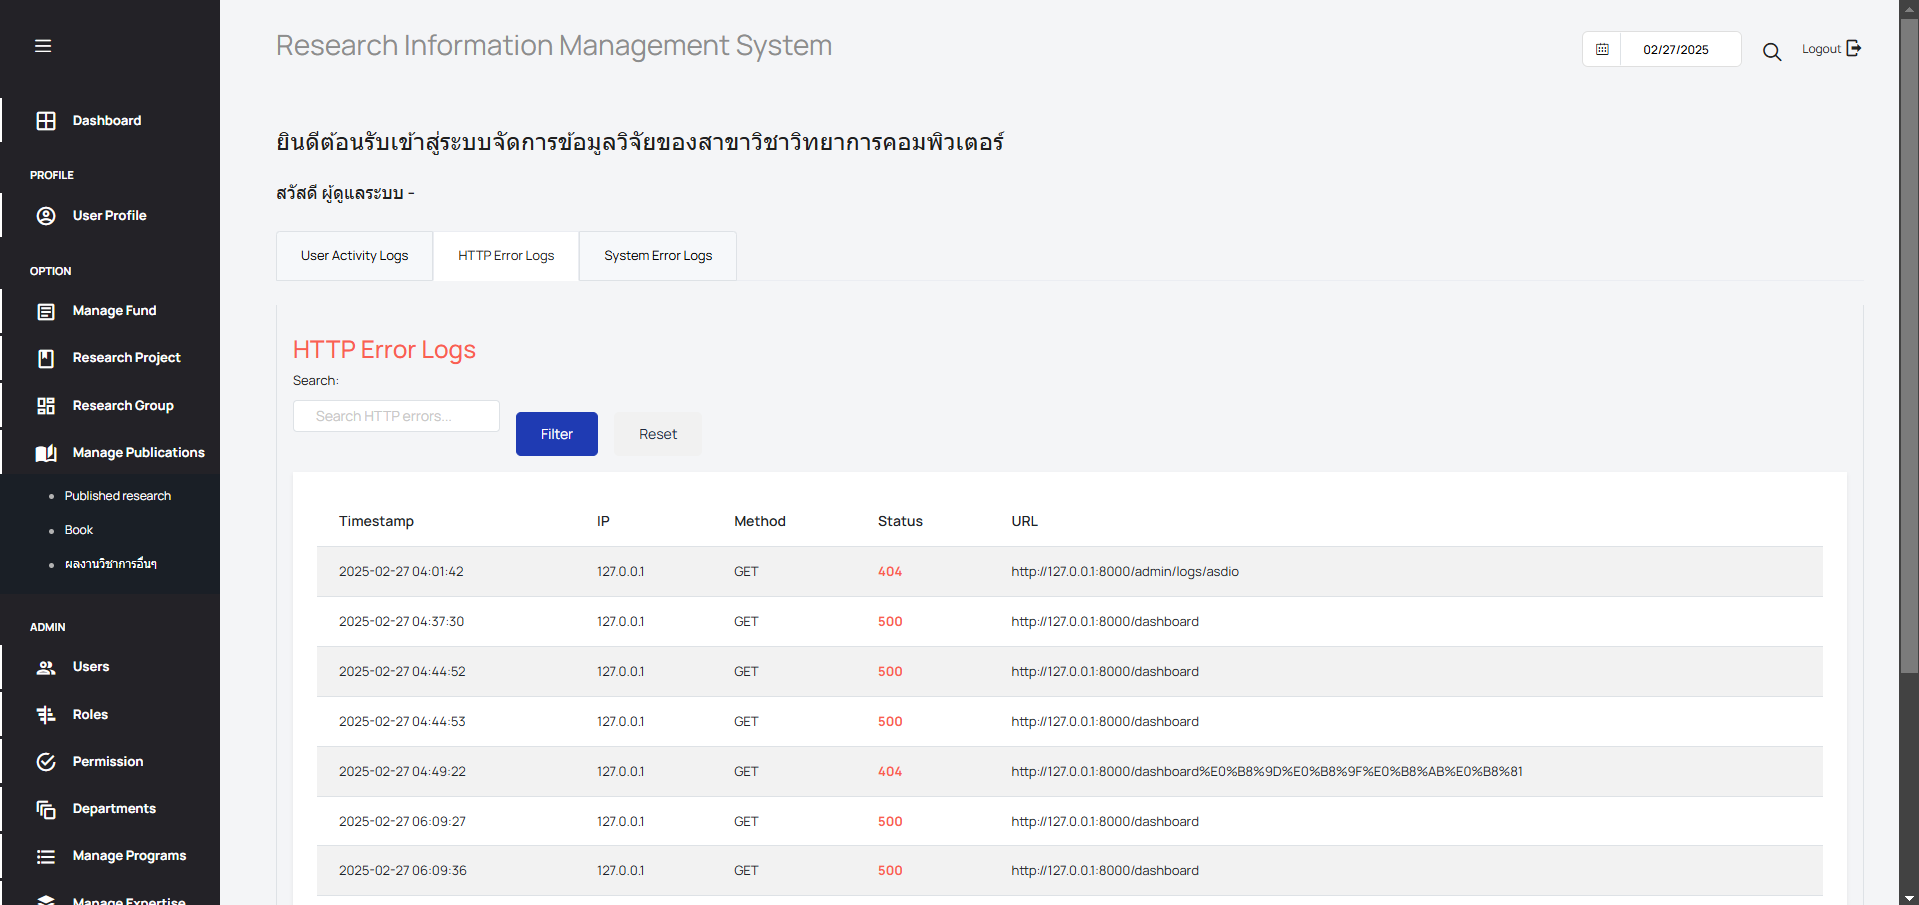 Research Information Management System
02/27/2025
Logout
Dashboard
PROFILE
User Profile
OPTION
Manage Fund
Research Project
Research Group
Manage Publications
Published research
Book
ผลงานวิชาการอื่นๆ
ADMIN
Users
Roles
Permission
Departments
Manage Programs
Manage Expertise
ยินดีต้อนรับเข้าสู่ระบบจัดการข้อมูลวิจัยของสาขาวิชาวิทยาการคอมพิวเตอร์
สวัสดี ผู้ดูแลระบบ -
User Activity Logs HTTP Error Logs System Error Logs
HTTP Error Logs
Search:
Search HTTP errors... Filter Reset
Timestamp IP Method Status URL
2025-02-27 04:01:42 127.0.0.1 GET 404 http://127.0.0.1:8000/admin/logs/asdio
2025-02-27 04:37:30 127.0.0.1 GET 500 http://127.0.0.1:8000/dashboard
2025-02-27 04:44:52 127.0.0.1 GET 500 http://127.0.0.1:8000/dashboard
2025-02-27 04:44:53 127.0.0.1 GET 500 http://127.0.0.1:8000/dashboard
2025-02-27 04:49:22 127.0.0.1 GET 404 http://127.0.0.1:8000/dashboard%E0%B8%9D%E0%B8%9F%E0%B8%AB%E0%B8%81
2025-02-27 06:09:27 127.0.0.1 GET 500 http://127.0.0.1:8000/dashboard
2025-02-27 06:09:36 127.0.0.1 GET 500 http://127.0.0.1:8000/dashboard